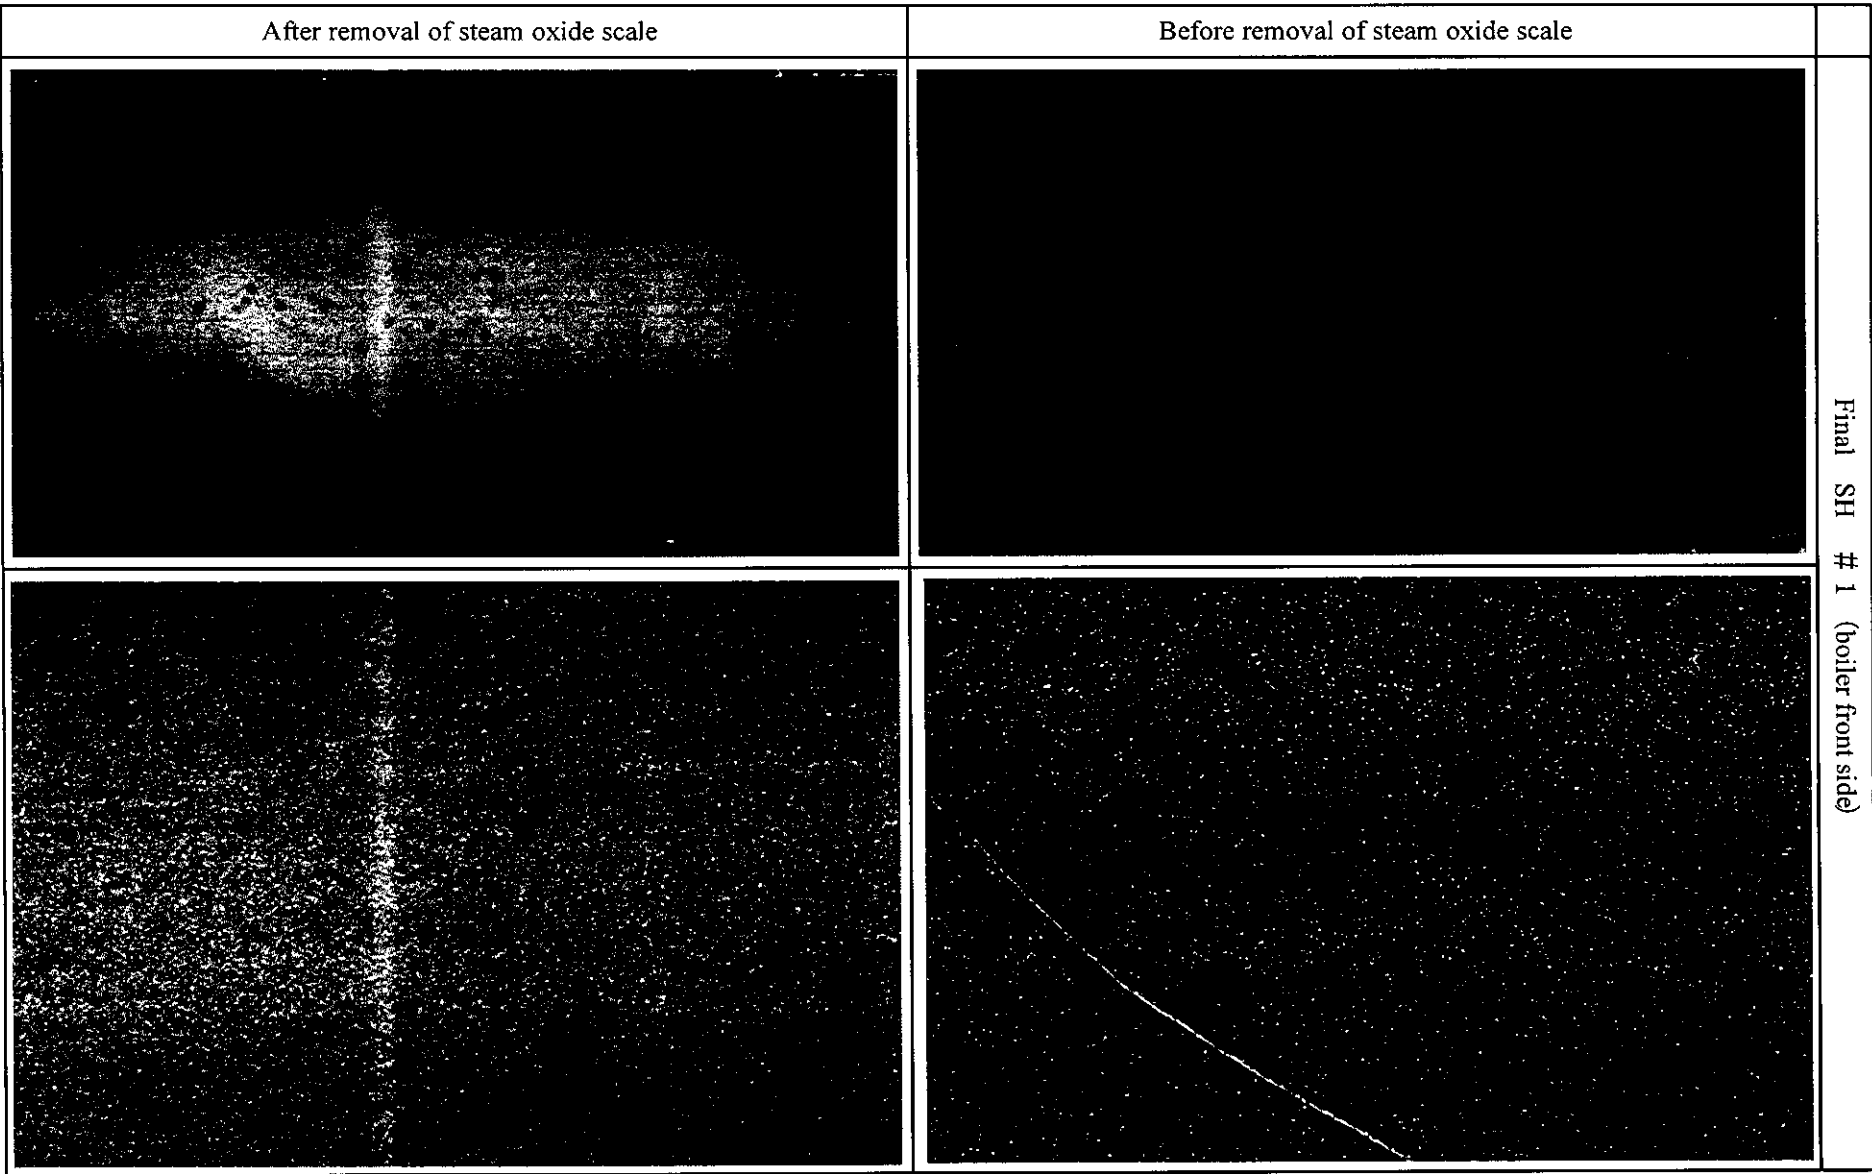 After removal of steam oxide scale
Before removal of steam oxide scale
Final SH #1 (boiler front side)